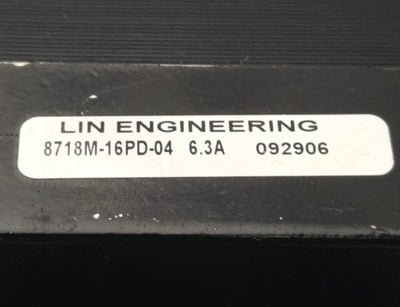 LIN ENGINEERING
8718M-16PD-04 6.3A 092906